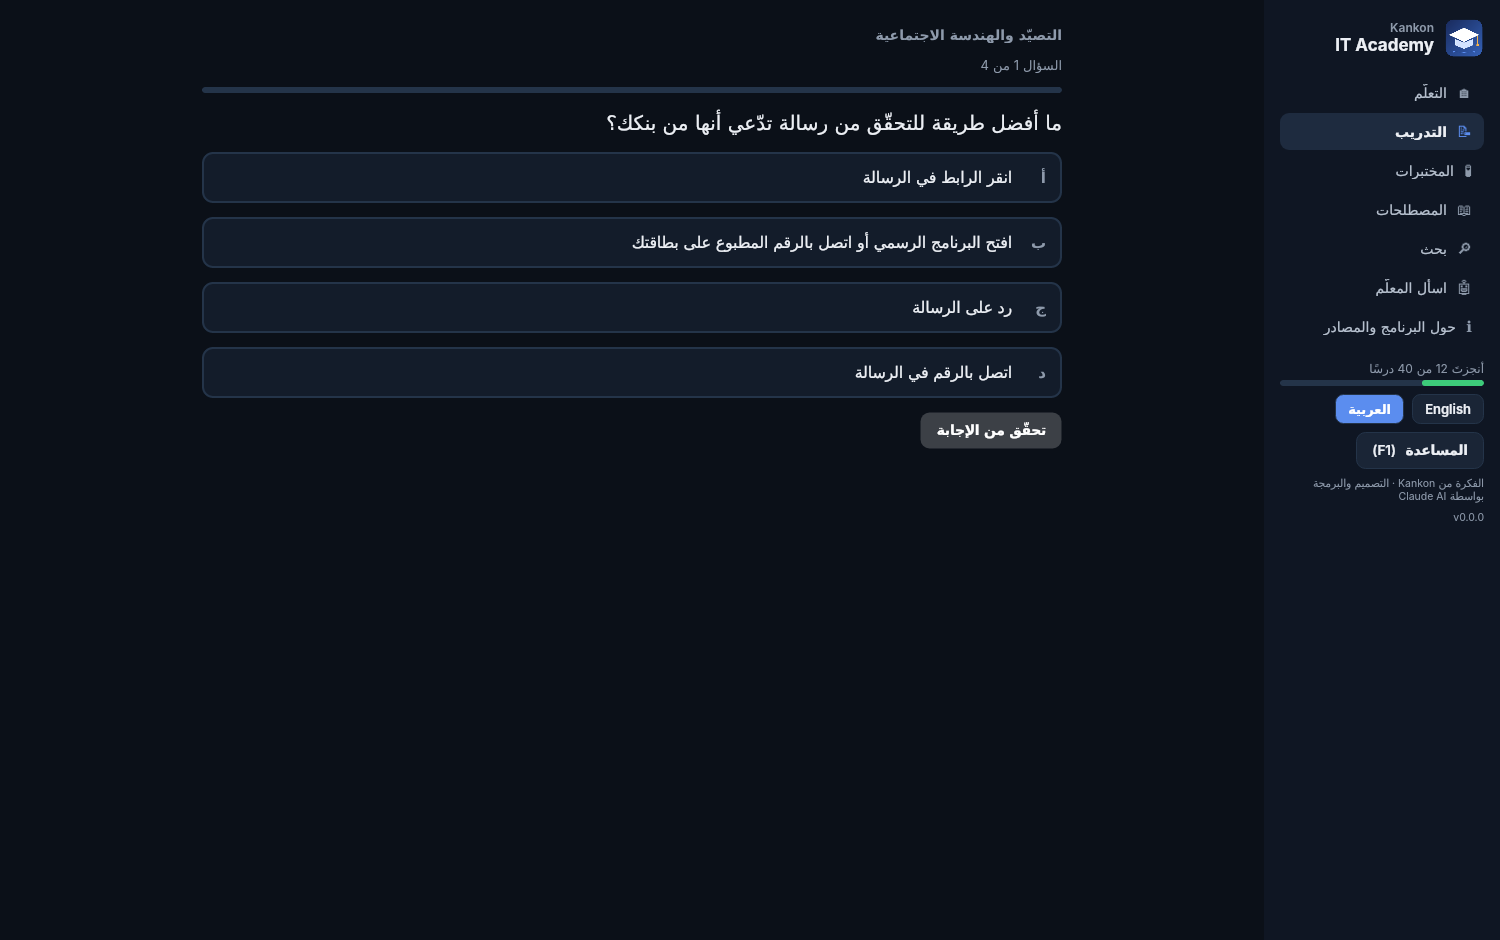 Kankon
IT Academy
التعلّم
التدريب
المختبرات
المصطلحات
بحث
اسأل المعلّم
حول البرنامج والمصادر
أنجزتَ 12 من 40 درسًا
English
العربية
المساعدة (F1)
الفكرة من Kankon · التصميم والبرمجة
بواسطة Claude AI
v0.0.0
التصيّد والهندسة الاجتماعية
السؤال 1 من 4
ما أفضل طريقة للتحقّق من رسالة تدّعي أنها من بنكك؟
أ انقر الرابط في الرسالة
ب افتح البرنامج الرسمي أو اتصل بالرقم المطبوع على بطاقتك
ج رد على الرسالة
د اتصل بالرقم في الرسالة
تحقّق من الإجابة